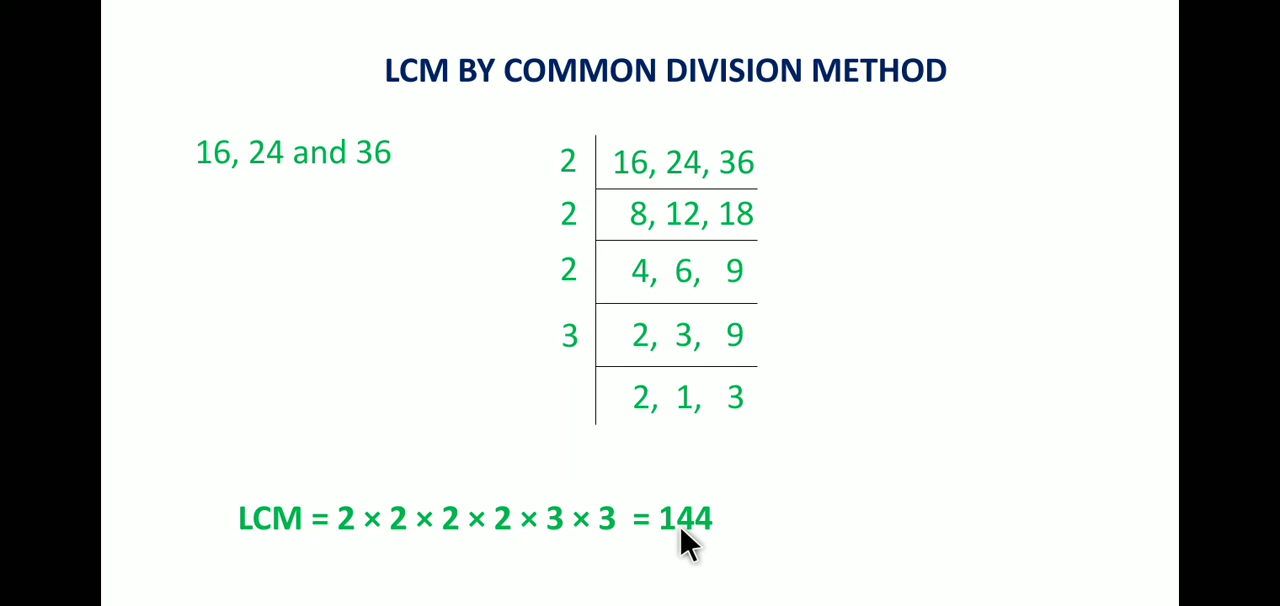 LCM BY COMMON DIVISION METHOD
16, 24 and 36
2 16, 24, 36
2 8, 12, 18
2 4, 6, 9
3 2, 3, 9
2, 1, 3
LCM = 2 × 2 × 2 × 2 × 3 × 3 = 144